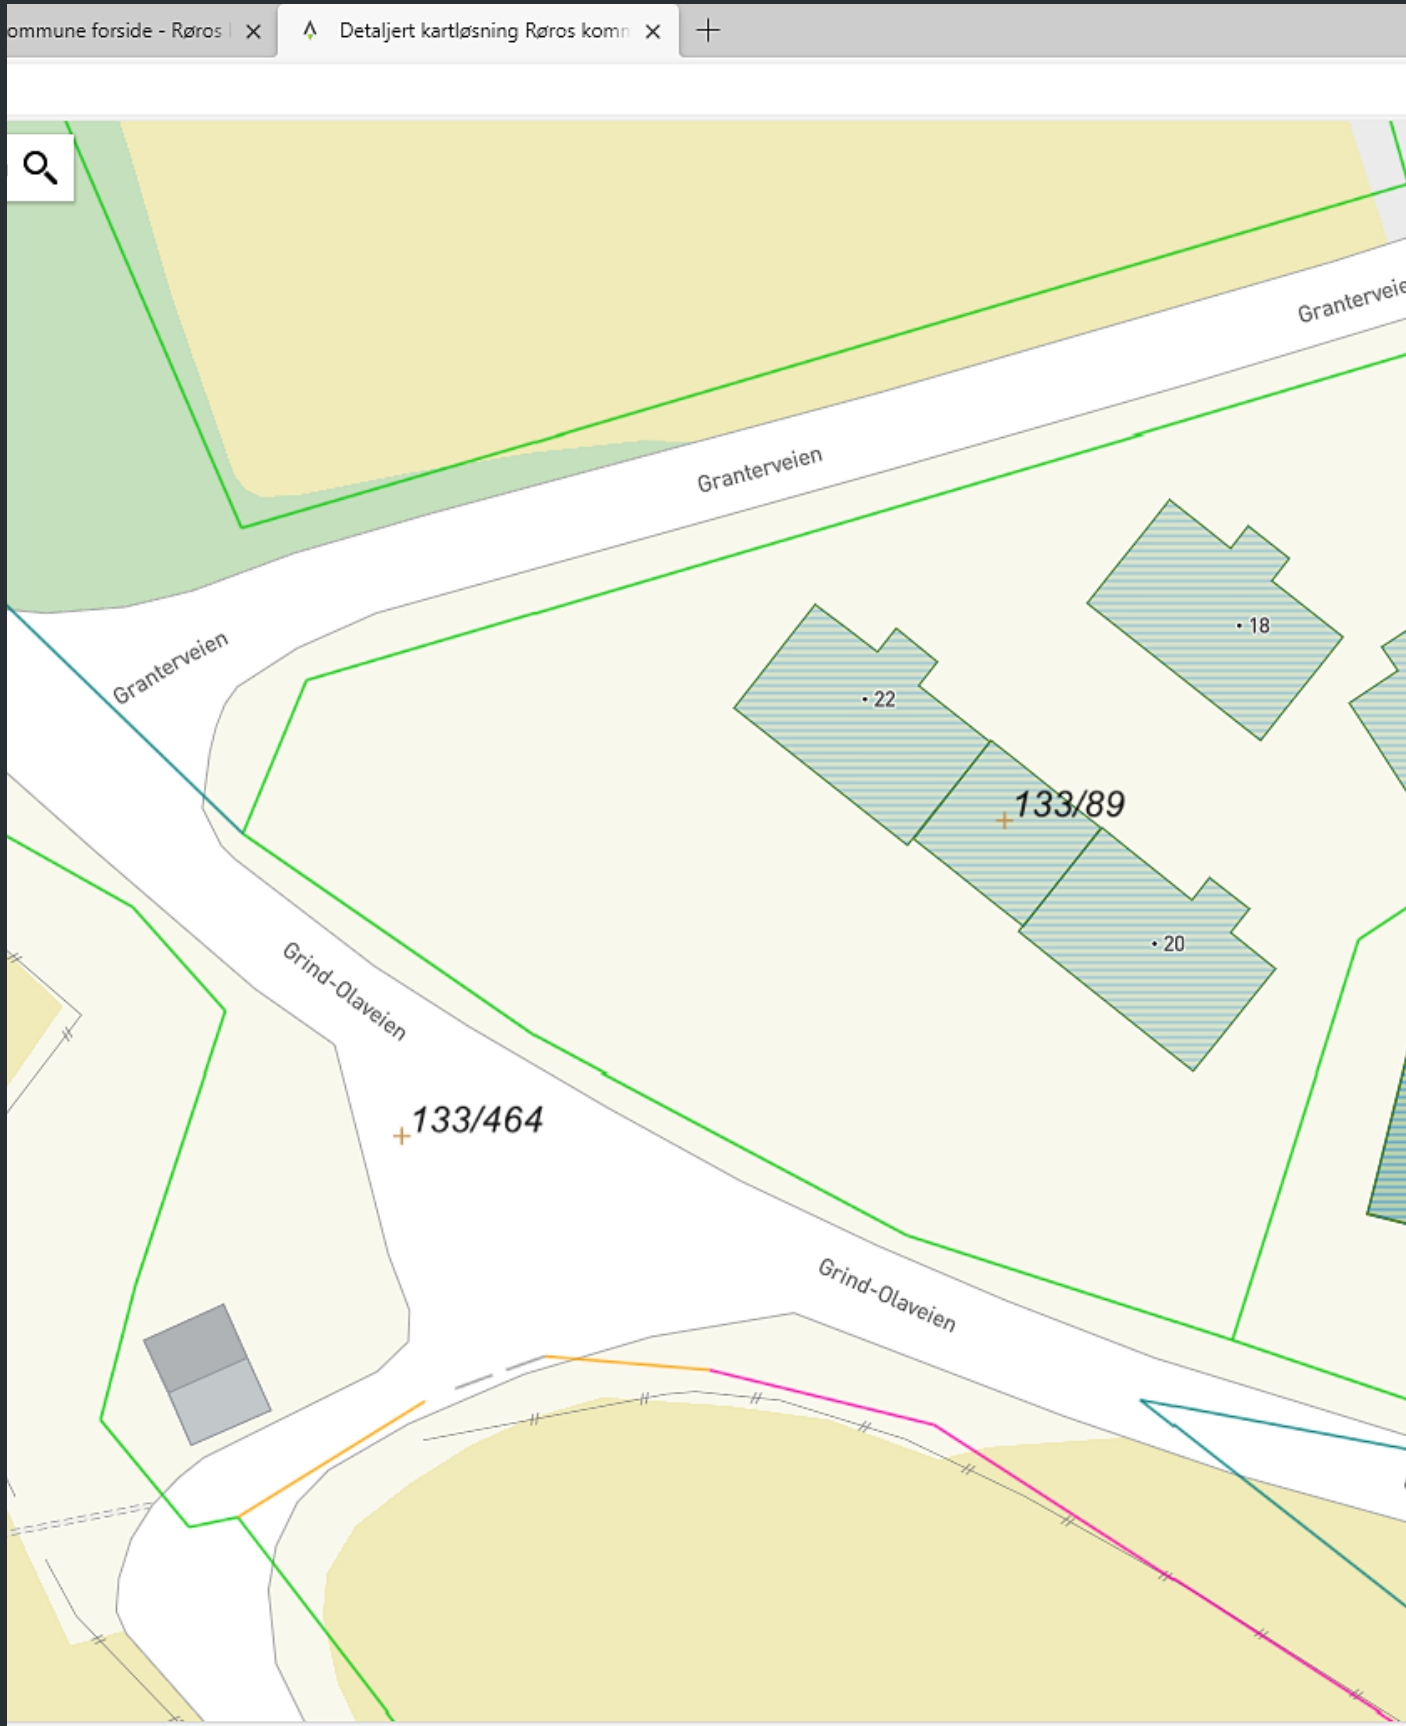 ommune forside - Røros
Detaljert kartløsning Røros komm
Granterveie
Granterveien
Granterveien
18
22
133/89
20
Grind-Olaveien
133/464
Grind-Olaveien